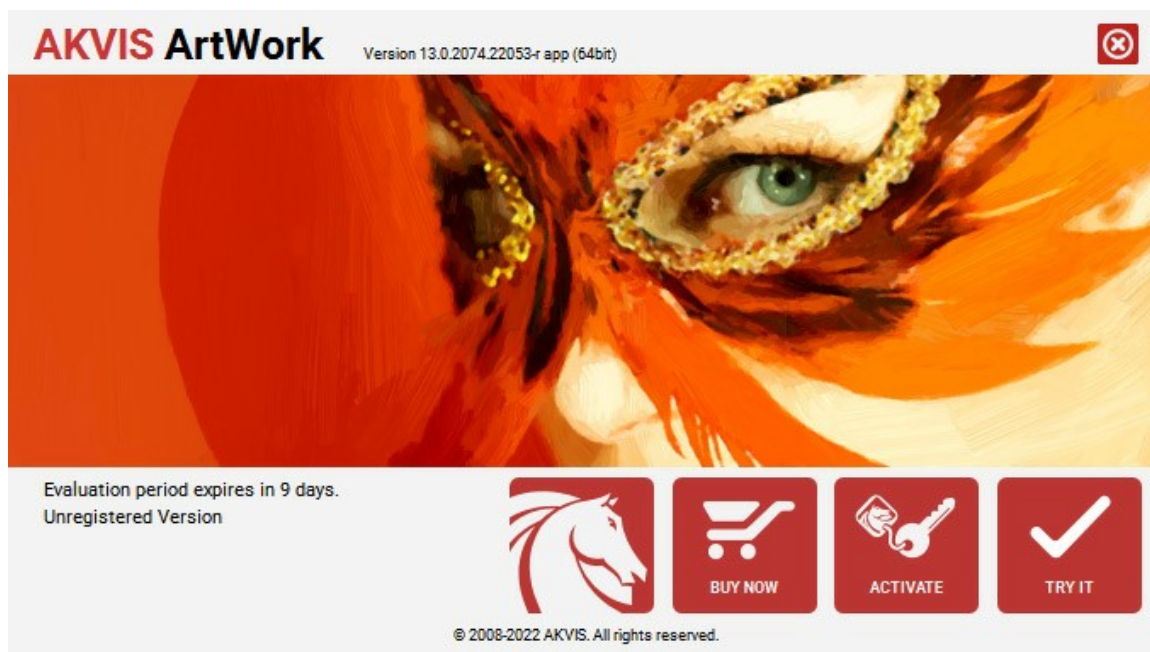 AKVIS ArtWork Version 13.0.2074.22053-r app (64bit)
Evaluation period expires in 9 days.
Unregistered Version
BUY NOW
ACTIVATE
TRY IT
© 2008-2022 AKVIS. All rights reserved.